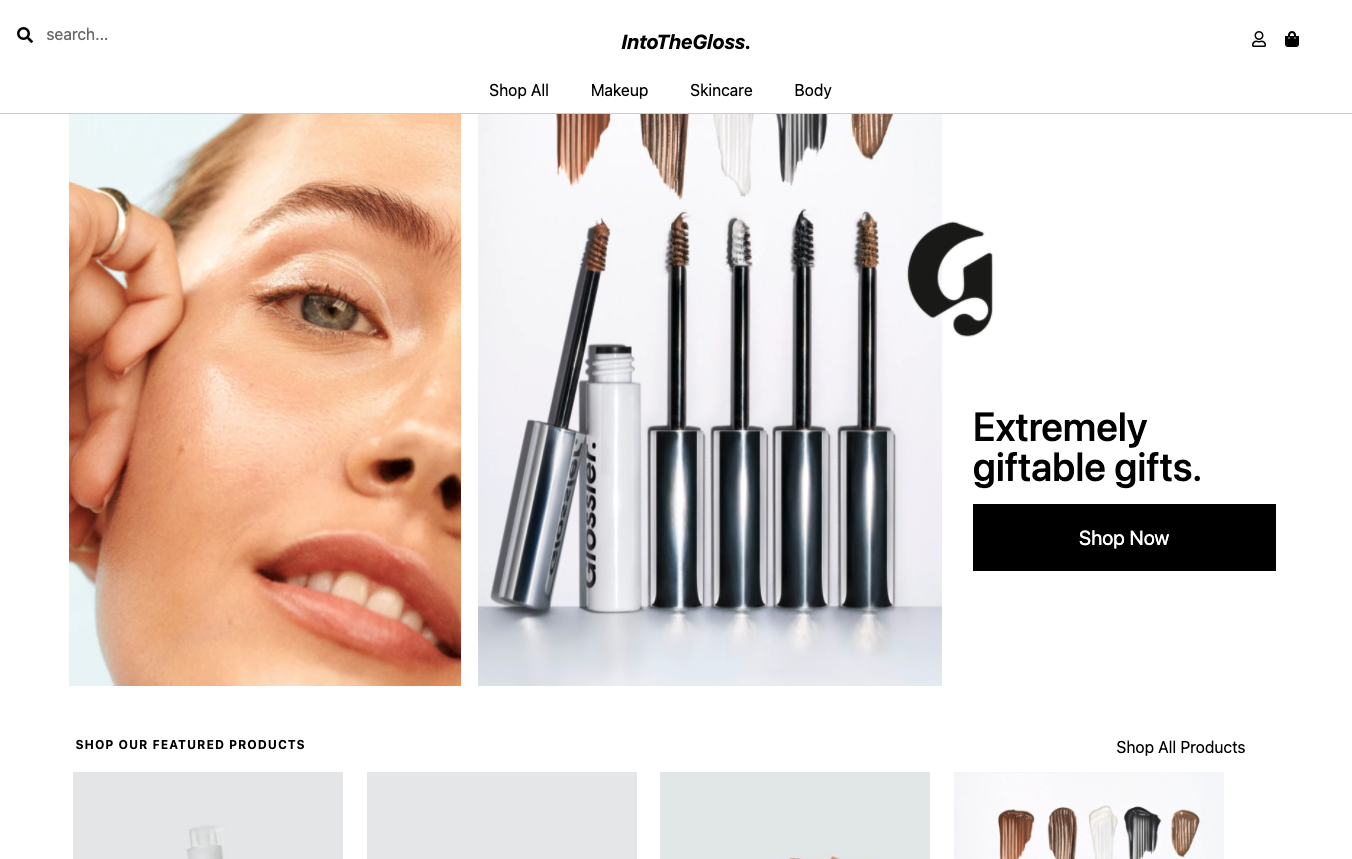 search...
IntoTheGloss.
Shop All
Makeup
Skincare
Body
Glossier.
Glossier.
Extremely
giftable gifts.
Shop Now
SHOP OUR FEATURED PRODUCTS
Shop All Products